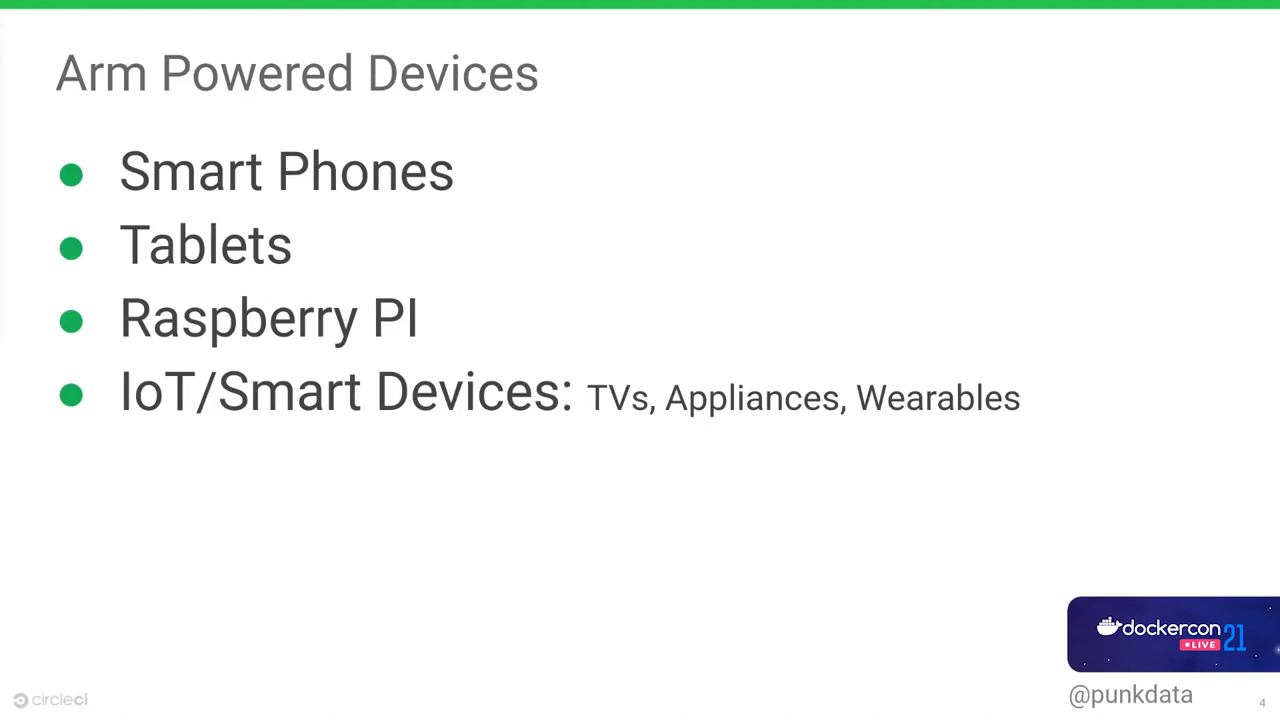 Arm Powered Devices
● Smart Phones
● Tablets
● Raspberry PI
● IoT/Smart Devices: TVs, Appliances, Wearables
dockercon
LIVE 21
@punkdata
circleci
4